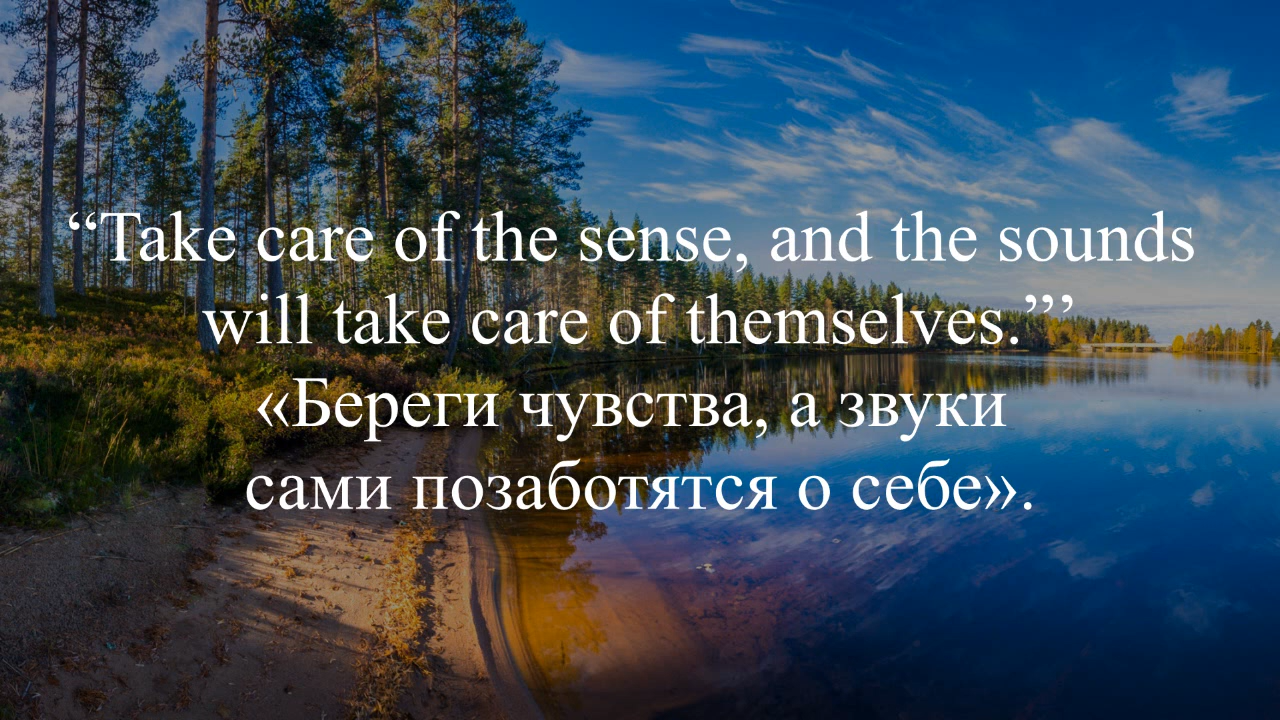 “Take care of the sense, and the sounds
will take care of themselves.”’
«Береги чувства, а звуки
сами позаботятся о себе».